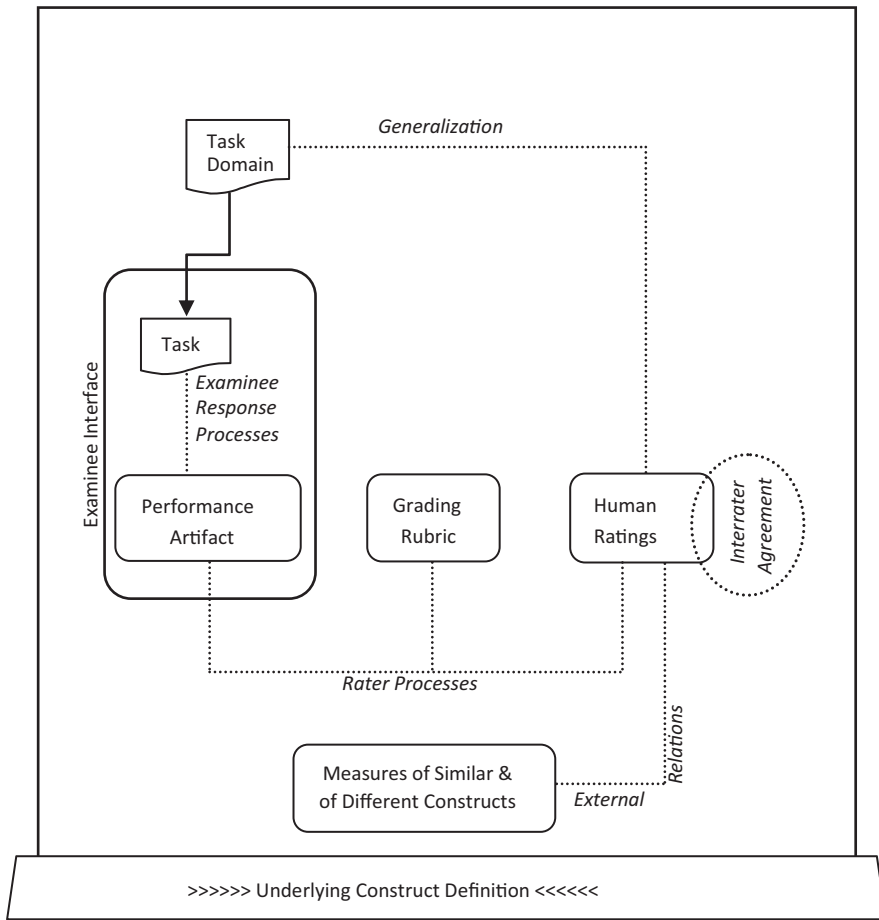 Generalization
Task
Domain
Task
Examinee
Response
Processes
Examinee Interface
Performance
Artifact
Grading
Rubric
Human
Ratings
Interrater
Agreement
Rater Processes
Relations
Measures of Similar &
of Different Constructs
External
>>>>>> Underlying Construct Definition <<<<<<